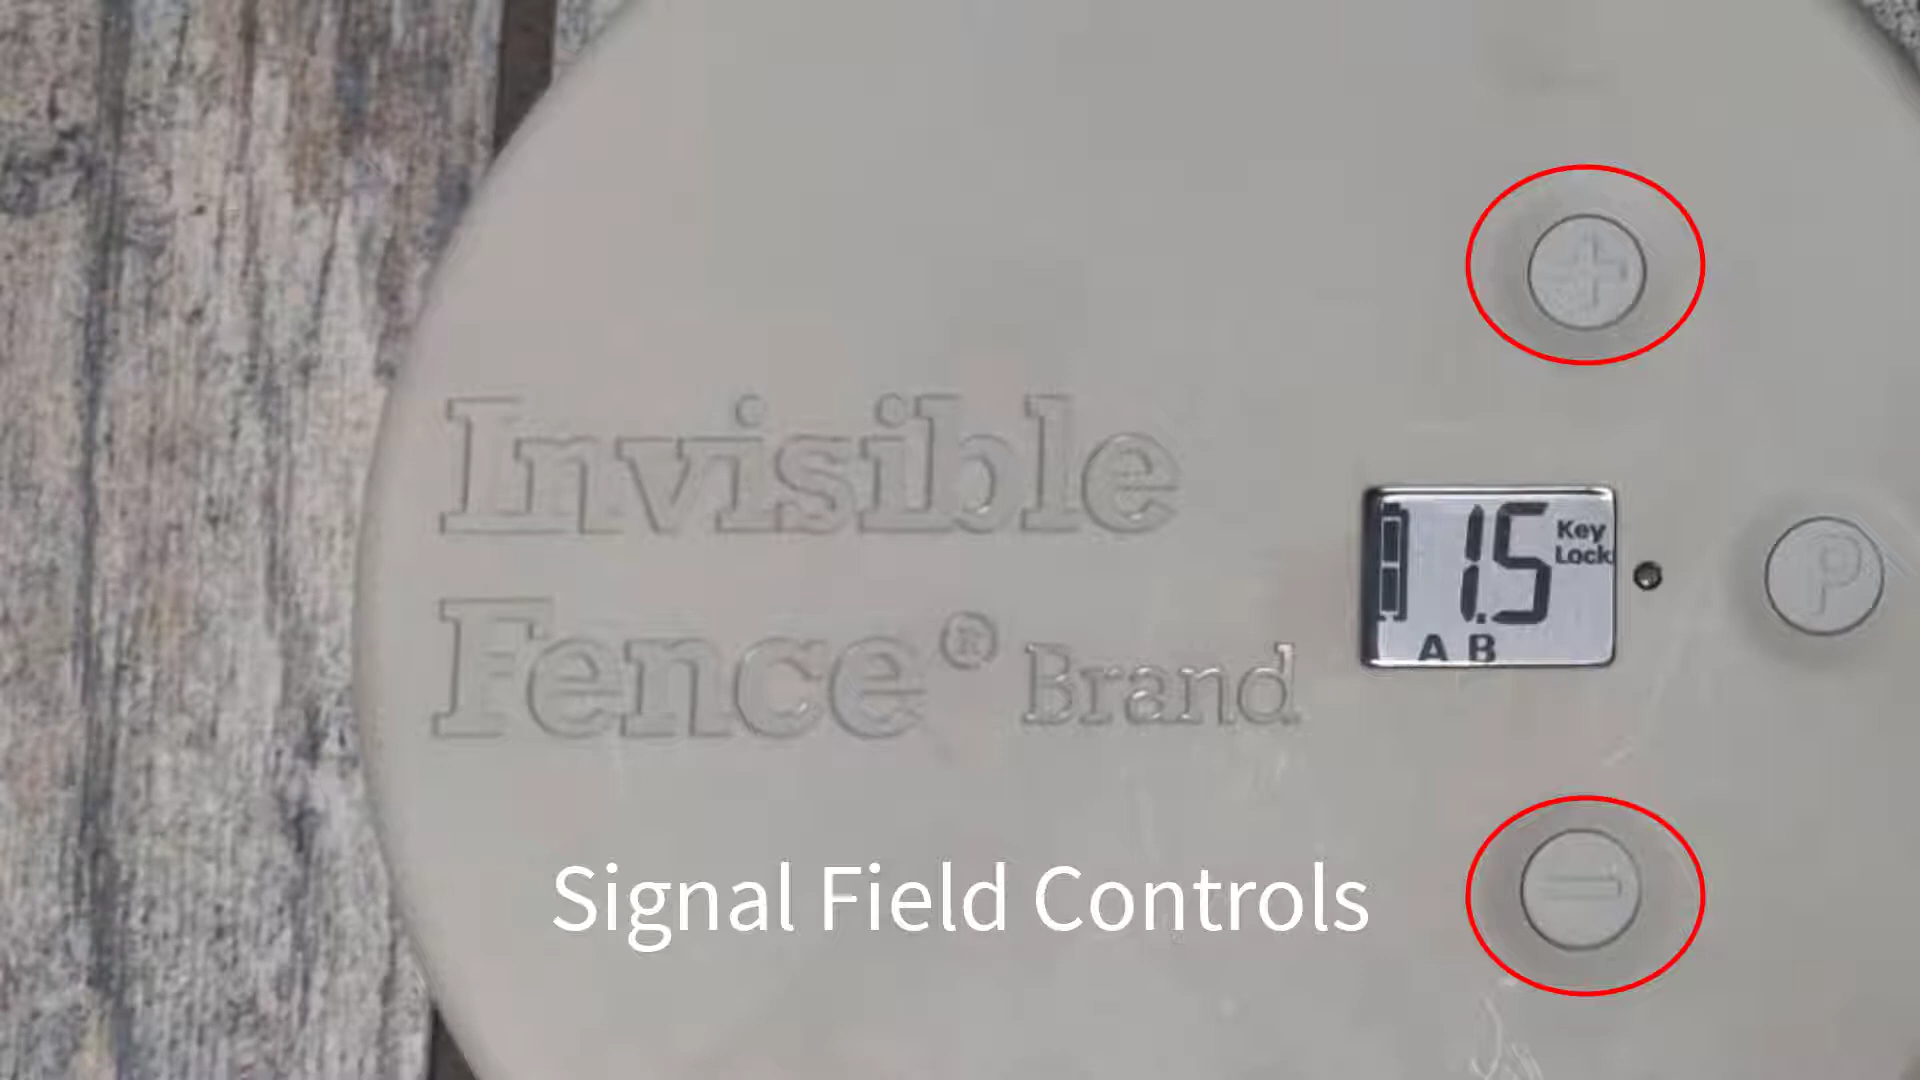 Invisible
Fence® Brand
1.5
Key
Lock
A B
P
Signal Field Controls